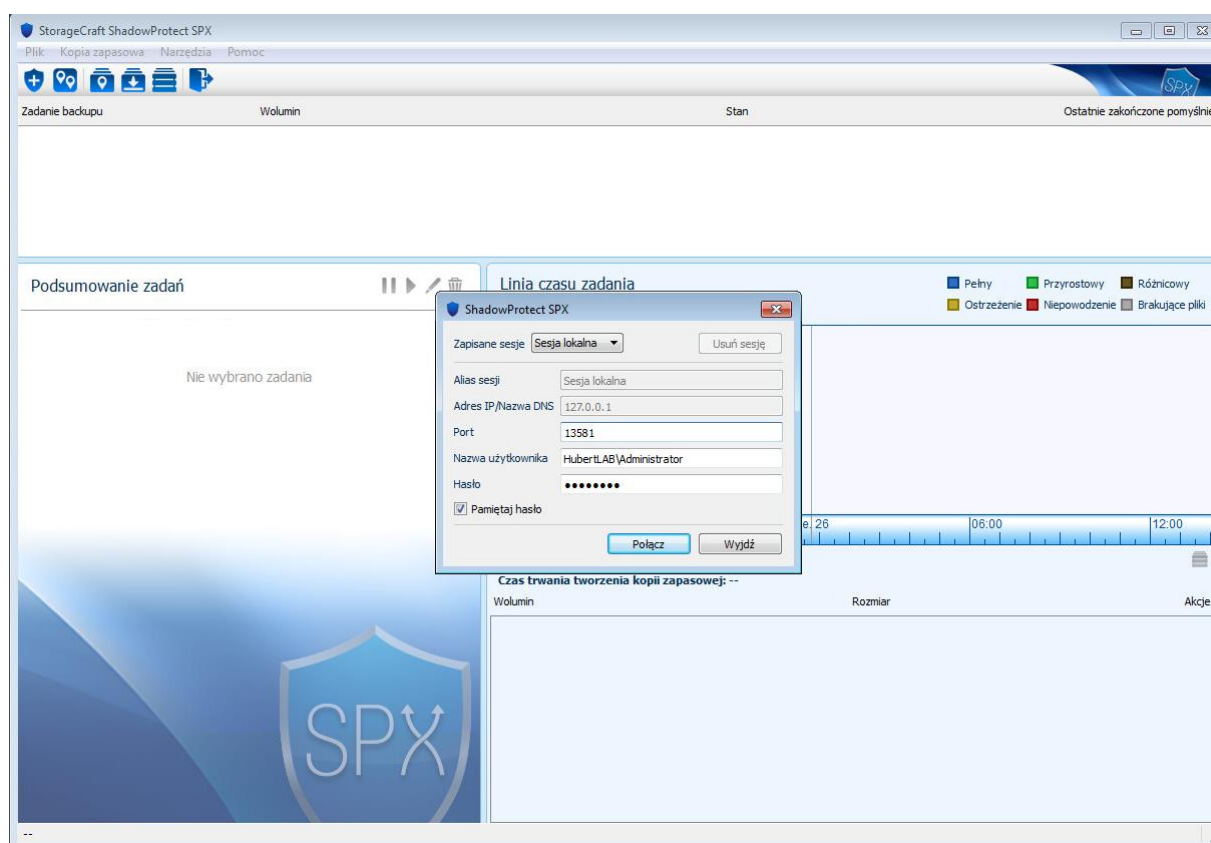 StorageCraft ShadowProtect SPX
Plik Kopia zapasowa Narzędzia Pomoc
SPX
Zadanie backupu Wolumin Stan Ostatnie zakończone pomyślnie
Podsumowanie zadań
Nie wybrano zadania
Linia czasu zadania
Pełny Przyrostowy Różnicowy
Ostrzeżenie Niepowodzenie Brakujące pliki
ShadowProtect SPX
Zapisane sesje Sesja lokalna Usuń sesję
Alias sesji Sesja lokalna
Adres IP/Nazwa DNS 127.0.0.1
Port 13581
Nazwa użytkownika HubertLAB\Administrator
Hasło ••••••••
Pamiętaj hasło
Połącz Wyjdź
e. 26 06:00 12:00
Czas trwania tworzenia kopii zapasowej: --
Wolumin Rozmiar Akcje
SPX
--